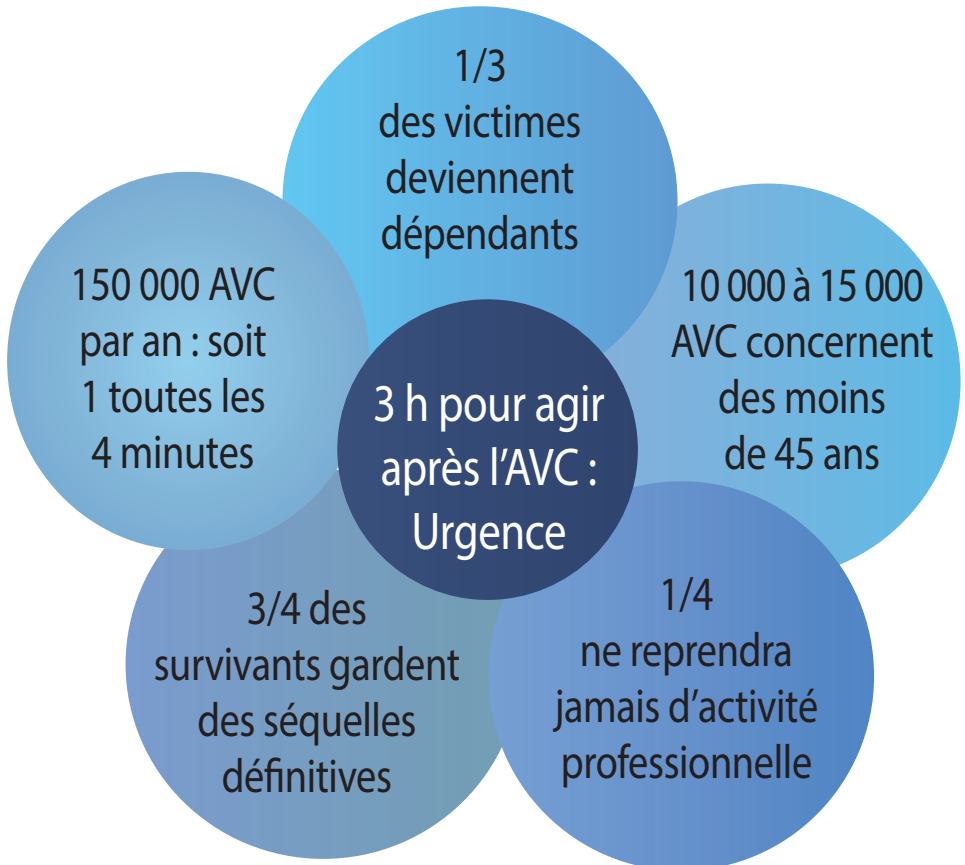 1/3
des victimes
deviennent
dépendants
150 000 AVC
par an : soit
1 toutes les
4 minutes
10 000 à 15 000
AVC concernent
des moins
de 45 ans
3 h pour agir
après l'AVC :
Urgence
3/4 des
survivants gardent
des séquelles
définitives
1/4
ne reprendra
jamais d'activité
professionnelle